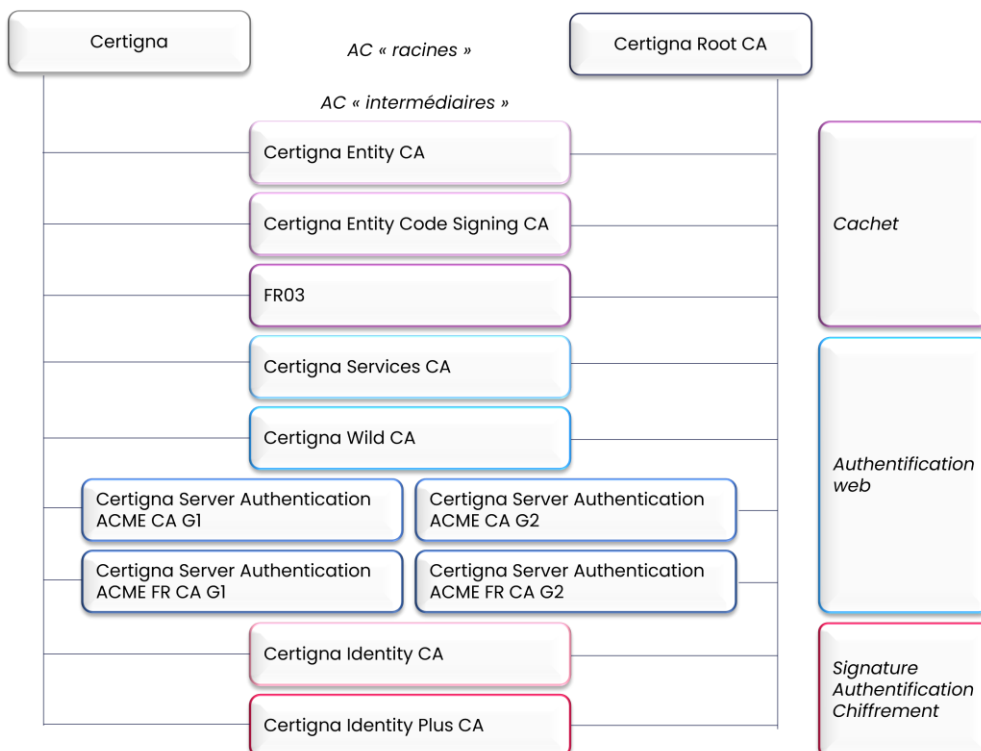 Certigna
AC « racines »
Certigna Root CA
AC « intermédiaires »
Certigna Entity CA
Certigna Entity Code Signing CA
FR03
Cachet
Certigna Services CA
Certigna Wild CA
Certigna Server Authentication
ACME CA G1
Certigna Server Authentication
ACME CA G2
Certigna Server Authentication
ACME FR CA G1
Certigna Server Authentication
ACME FR CA G2
Authentification
web
Certigna Identity CA
Certigna Identity Plus CA
Signature
Authentification
Chiffrement